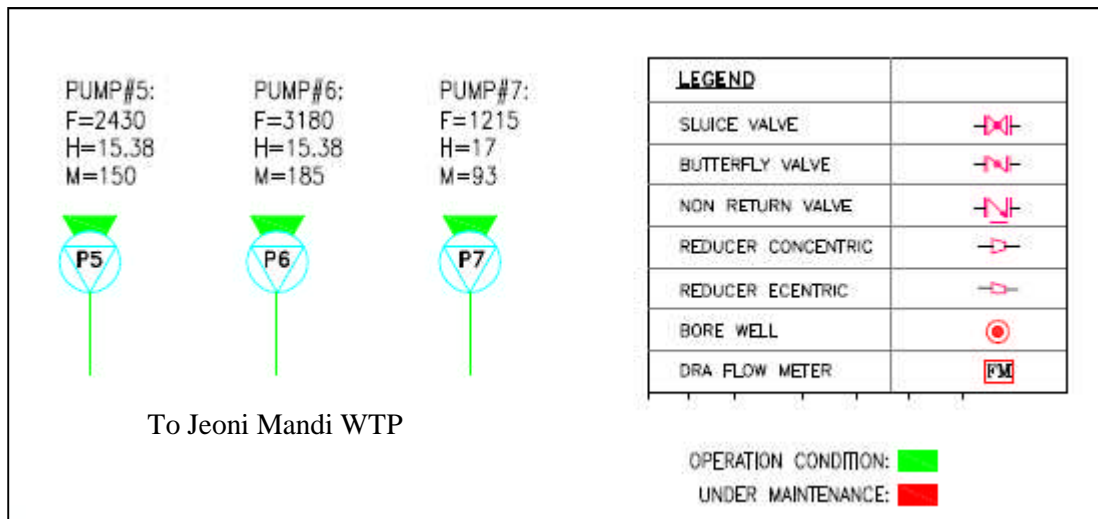 PUMP#5:
F=2430
H=15.38
M=150
PUMP#6:
F=3180
H=15.38
M=185
PUMP#7:
F=1215
H=17
M=93
P5
P6
P7
To Jeoni Mandi WTP
LEGEND
SLUICE VALVE
BUTTERFLY VALVE
NON RETURN VALVE
REDUCER CONCENTRIC
REDUCER ECENTRIC
BORE WELL
DRA FLOW METER
FM
OPERATION CONDITION:
UNDER MAINTENANCE: